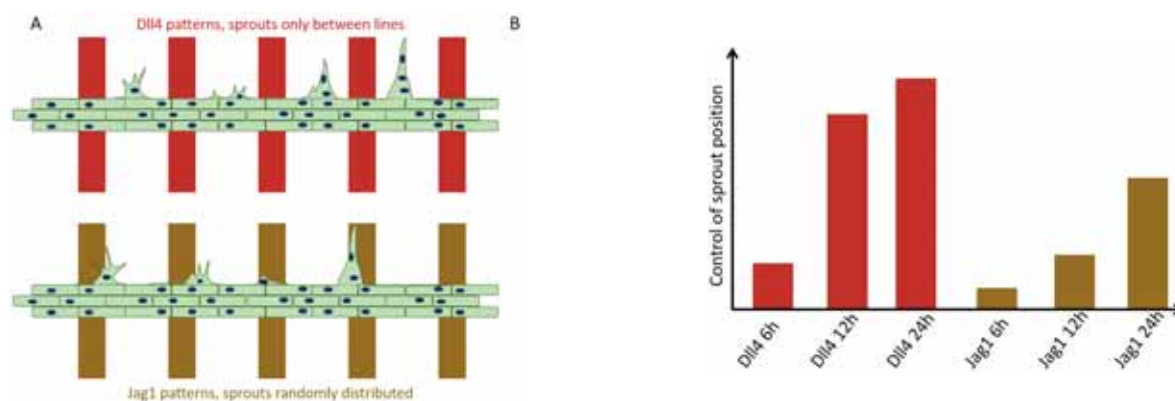 A
B
Dll4 patterns, sprouts only between lines
Jag1 patterns, sprouts randomly distributed
Control of sprout position
Dll4 6h
Dll4 12h
Dll4 24h
Jag1 6h
Jag1 12h
Jag1 24h